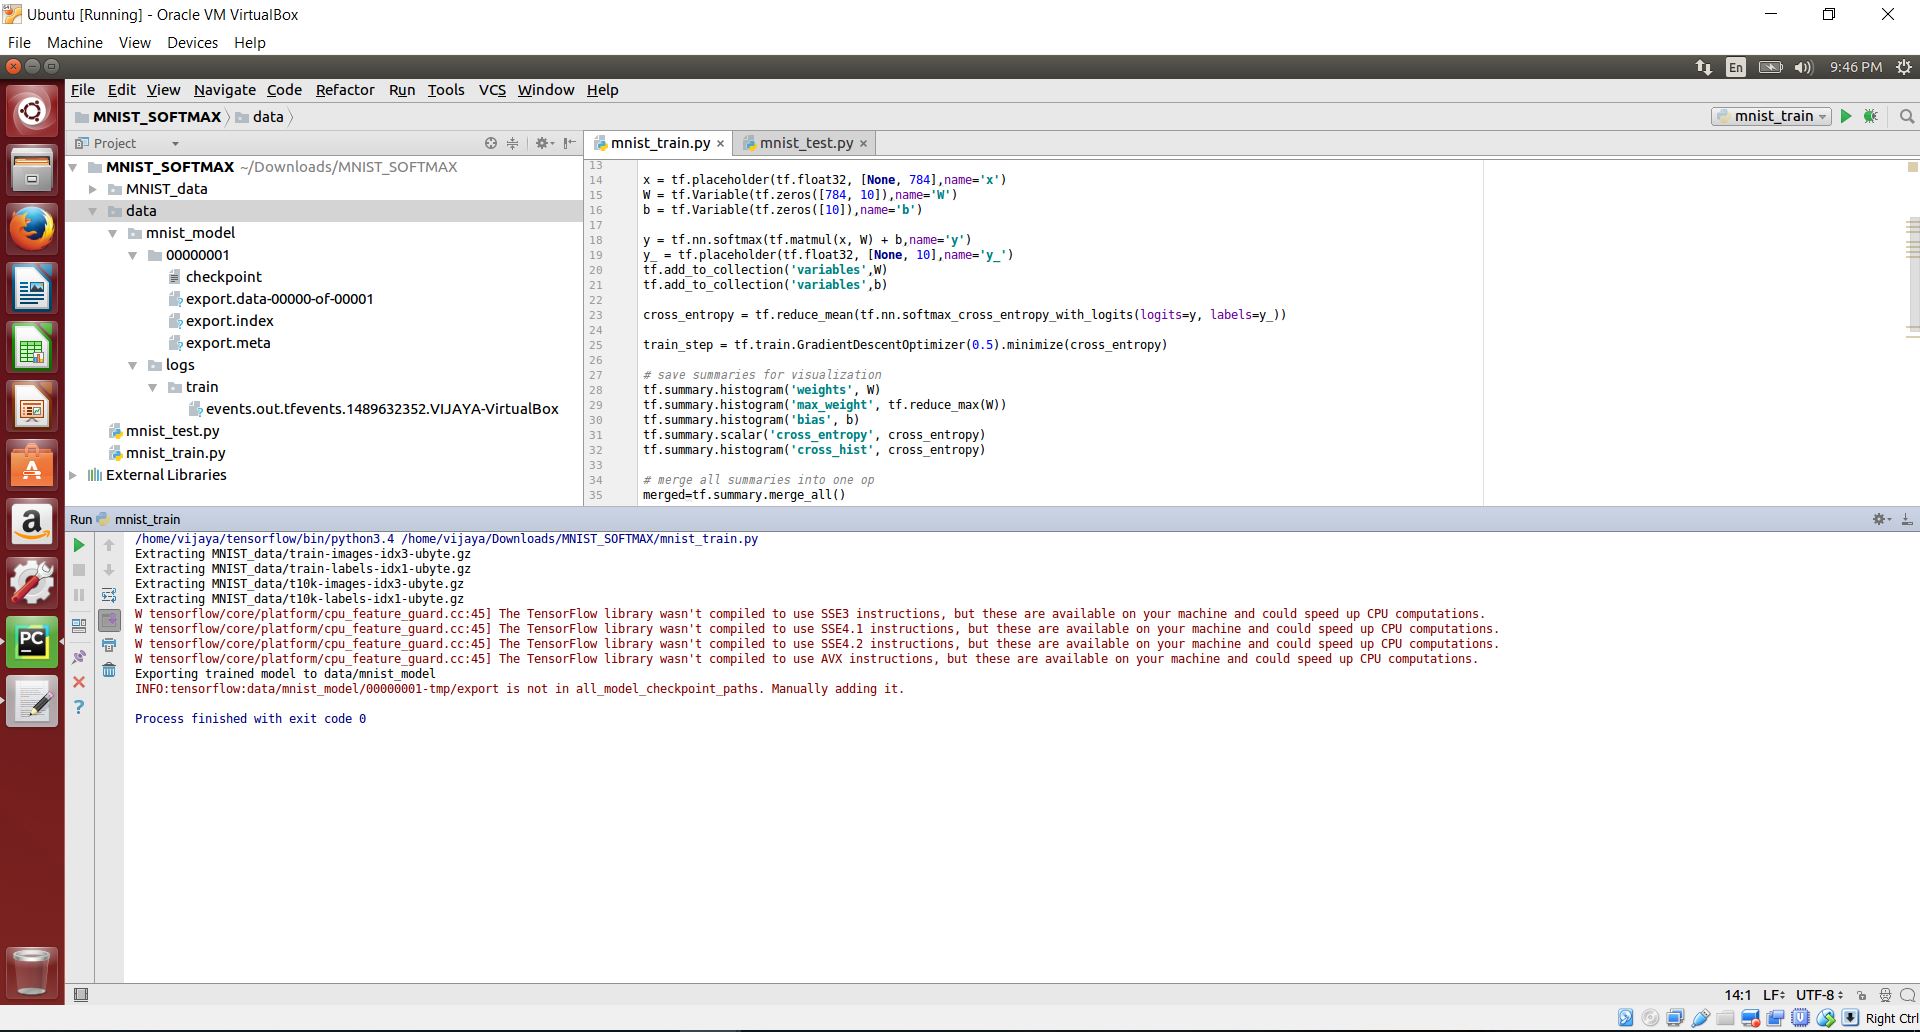 Ubuntu [Running] - Oracle VM VirtualBox
File Machine View Devices Help
En 9:46 PM
File Edit View Navigate Code Refactor Run Tools VCS Window Help
MNIST_SOFTMAX data
mnist_train
Project
mnist_train.py
mnist_test.py
MNIST_SOFTMAX ~/Downloads/MNIST_SOFTMAX
MNIST_data
data
mnist_model
00000001
checkpoint
export.data-00000-of-00001
export.index
export.meta
logs
train
events.out.tfevents.1489632352.VIJAYA-VirtualBox
mnist_test.py
mnist_train.py
External Libraries
13
14 x = tf.placeholder(tf.float32, [None, 784],name='x')
15 W = tf.Variable(tf.zeros([784, 10]),name='W')
16 b = tf.Variable(tf.zeros([10]),name='b')
17
18 y = tf.nn.softmax(tf.matmul(x, W) + b,name='y')
19 y_ = tf.placeholder(tf.float32, [None, 10],name='y_')
20 tf.add_to_collection('variables',W)
21 tf.add_to_collection('variables',b)
22
23 cross_entropy = tf.reduce_mean(tf.nn.softmax_cross_entropy_with_logits(logits=y, labels=y_))
24
25 train_step = tf.train.GradientDescentOptimizer(0.5).minimize(cross_entropy)
26
27 # save summaries for visualization
28 tf.summary.histogram('weights', W)
29 tf.summary.histogram('max_weight', tf.reduce_max(W))
30 tf.summary.histogram('bias', b)
31 tf.summary.scalar('cross_entropy', cross_entropy)
32 tf.summary.histogram('cross_hist', cross_entropy)
33
34 # merge all summaries into one op
35 merged=tf.summary.merge_all()
Run mnist_train
/home/vijaya/tensorflow/bin/python3.4 /home/vijaya/Downloads/MNIST_SOFTMAX/mnist_train.py
Extracting MNIST_data/train-images-idx3-ubyte.gz
Extracting MNIST_data/train-labels-idx1-ubyte.gz
Extracting MNIST_data/t10k-images-idx3-ubyte.gz
Extracting MNIST_data/t10k-labels-idx1-ubyte.gz
W tensorflow/core/platform/cpu_feature_guard.cc:45] The TensorFlow library wasn't compiled to use SSE3 instructions, but these are available on your machine and could speed up CPU computations.
W tensorflow/core/platform/cpu_feature_guard.cc:45] The TensorFlow library wasn't compiled to use SSE4.1 instructions, but these are available on your machine and could speed up CPU computations.
W tensorflow/core/platform/cpu_feature_guard.cc:45] The TensorFlow library wasn't compiled to use SSE4.2 instructions, but these are available on your machine and could speed up CPU computations.
W tensorflow/core/platform/cpu_feature_guard.cc:45] The TensorFlow library wasn't compiled to use AVX instructions, but these are available on your machine and could speed up CPU computations.
Exporting trained model to data/mnist_model
INFO:tensorflow:data/mnist_model/00000001-tmp/export is not in all_model_checkpoint_paths. Manually adding it.
Process finished with exit code 0
PC
14:1 LF UTF-8
Right Ctrl